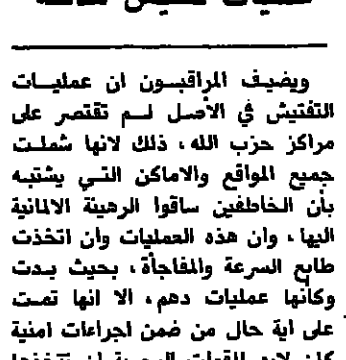 ويضيف المراقبون ان عمليات
التفتيش في الأصل لم تقتصر على
مراكز حزب الله، ذلك لانها شملت
جميع المواقع والاماكن التي يشتبه
بأن الخاطفين ساقوا الرهينة الالمانية
اليها، وان هذه العمليات وان اتخذت
طابع السرعة والمفاجأة، بحيث بدت
وكأنها عمليات دهم، الا انها تمت
على اية حال من ضمن اجراءات امنية